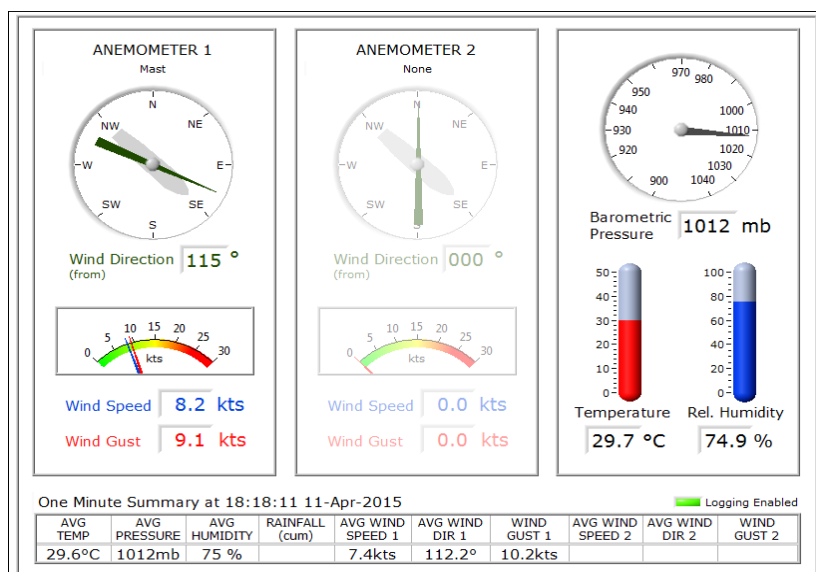 ANEMOMETER 1
Mast
N
NW
NE
W
E
SW
SE
S
Wind Direction 115 °
(from)
0 5 10 15 20 25 30
kts
Wind Speed 8.2 kts
Wind Gust 9.1 kts
ANEMOMETER 2
None
N
NW
NE
W
E
SW
SE
S
Wind Direction 000 °
(from)
0 5 10 15 20 25 30
kts
Wind Speed 0.0 kts
Wind Gust 0.0 kts
970 980
950
940 1000
930 1010
920 1020
1030
900 1040
Barometric
Pressure 1012 mb
50
40
30
20
10
0
Temperature
29.7 °C
100
80
60
40
20
0
Rel. Humidity
74.9 %
One Minute Summary at 18:18:11 11-Apr-2015
Logging Enabled
AVG TEMP AVG PRESSURE AVG HUMIDITY RAINFALL (cum) AVG WIND SPEED 1 AVG WIND DIR 1 WIND GUST 1 AVG WIND SPEED 2 AVG WIND DIR 2 WIND GUST 2
29.6°C 1012mb 75 % 7.4kts 112.2° 10.2kts